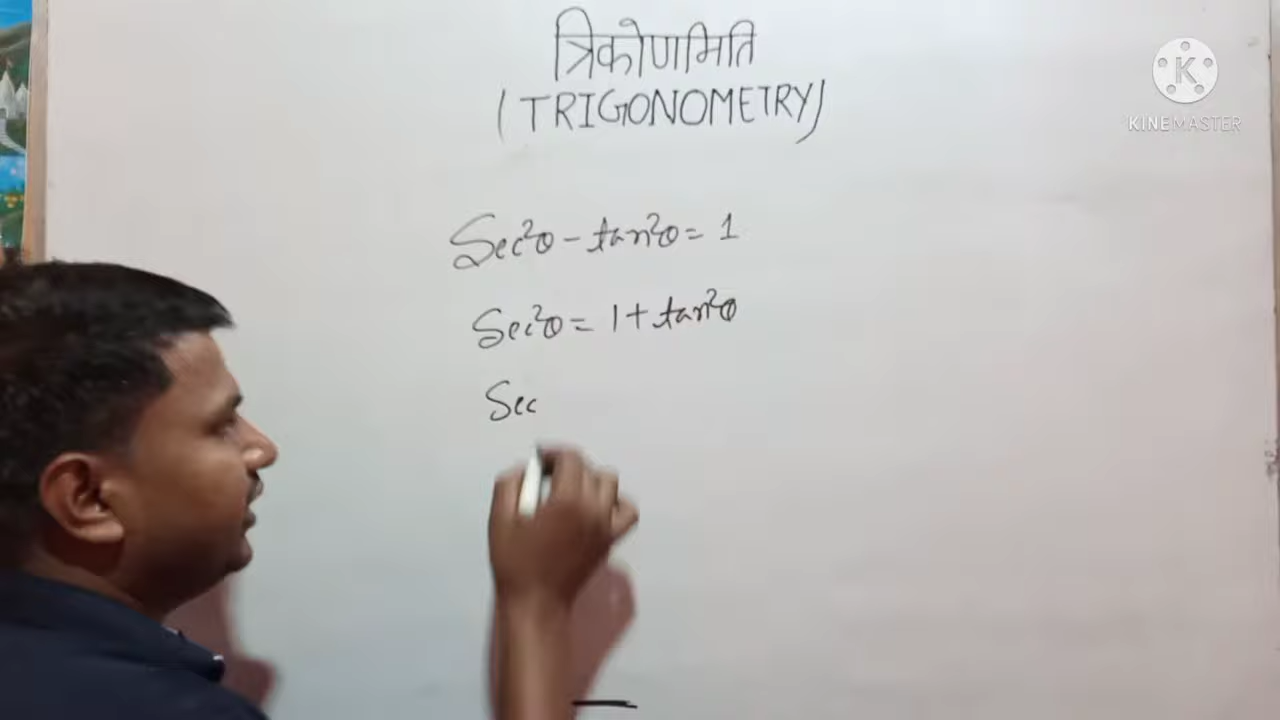 त्रिकोणमिति
(TRIGONOMETRY)
K
KINEMASTER
Sec²θ - tan²θ = 1
Sec²θ = 1 + tan²θ
Sec